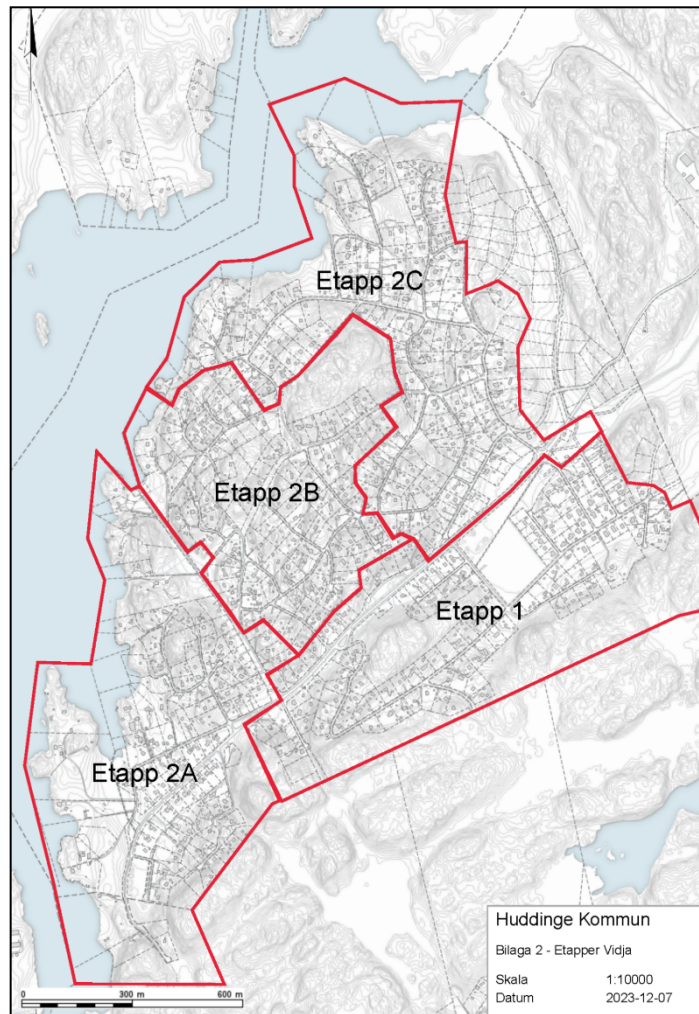 Etapp 2C
Etapp 2B
Etapp 1
Etapp 2A
Huddinge Kommun
Bilaga 2 - Etapper Vidja
Skala 1:10000
Datum 2023-12-07
0 300 m 600 m